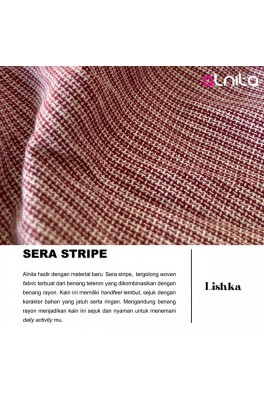 alnita
SERA STRIPE
Alnita hadir dengan material baru Sera stripe, tergolong woven
fabric terbuat dari benang teteron yang dikombinasikan dengan
benang rayon. Kain ini memiliki handfeel lembut, sejuk dengan
karakter bahan yang jatuh serta ringan. Mengandung benang
rayon menjadikan kain ini sejuk dan nyaman untuk menemani
daily activity mu.
Lishka